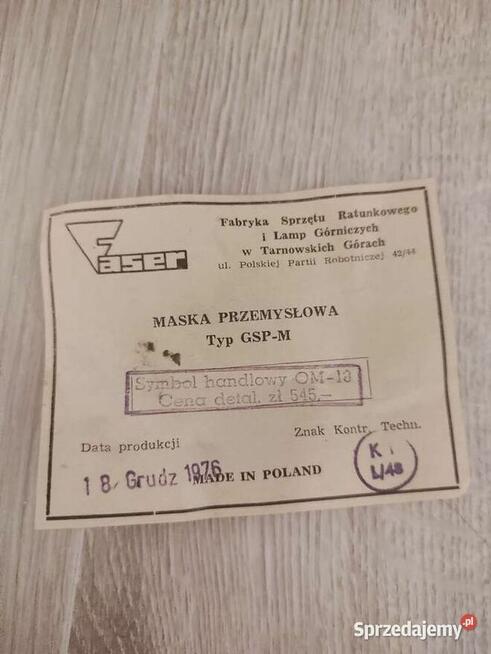 Faser
Fabryka Sprzętu Ratunkowego
i Lamp Górniczych
w Tarnowskich Górach
ul. Polskiej Partii Robotniczej 42/44
MASKA PRZEMYSŁOWA
Typ GSP-M
Symbol handlowy OM-13
Cena detal. zł 545,-
Data produkcji
Znak Kontr. Techn.
18 Grudz 1976
MADE IN POLAND
K
L/48
Sprzedajemy.pl